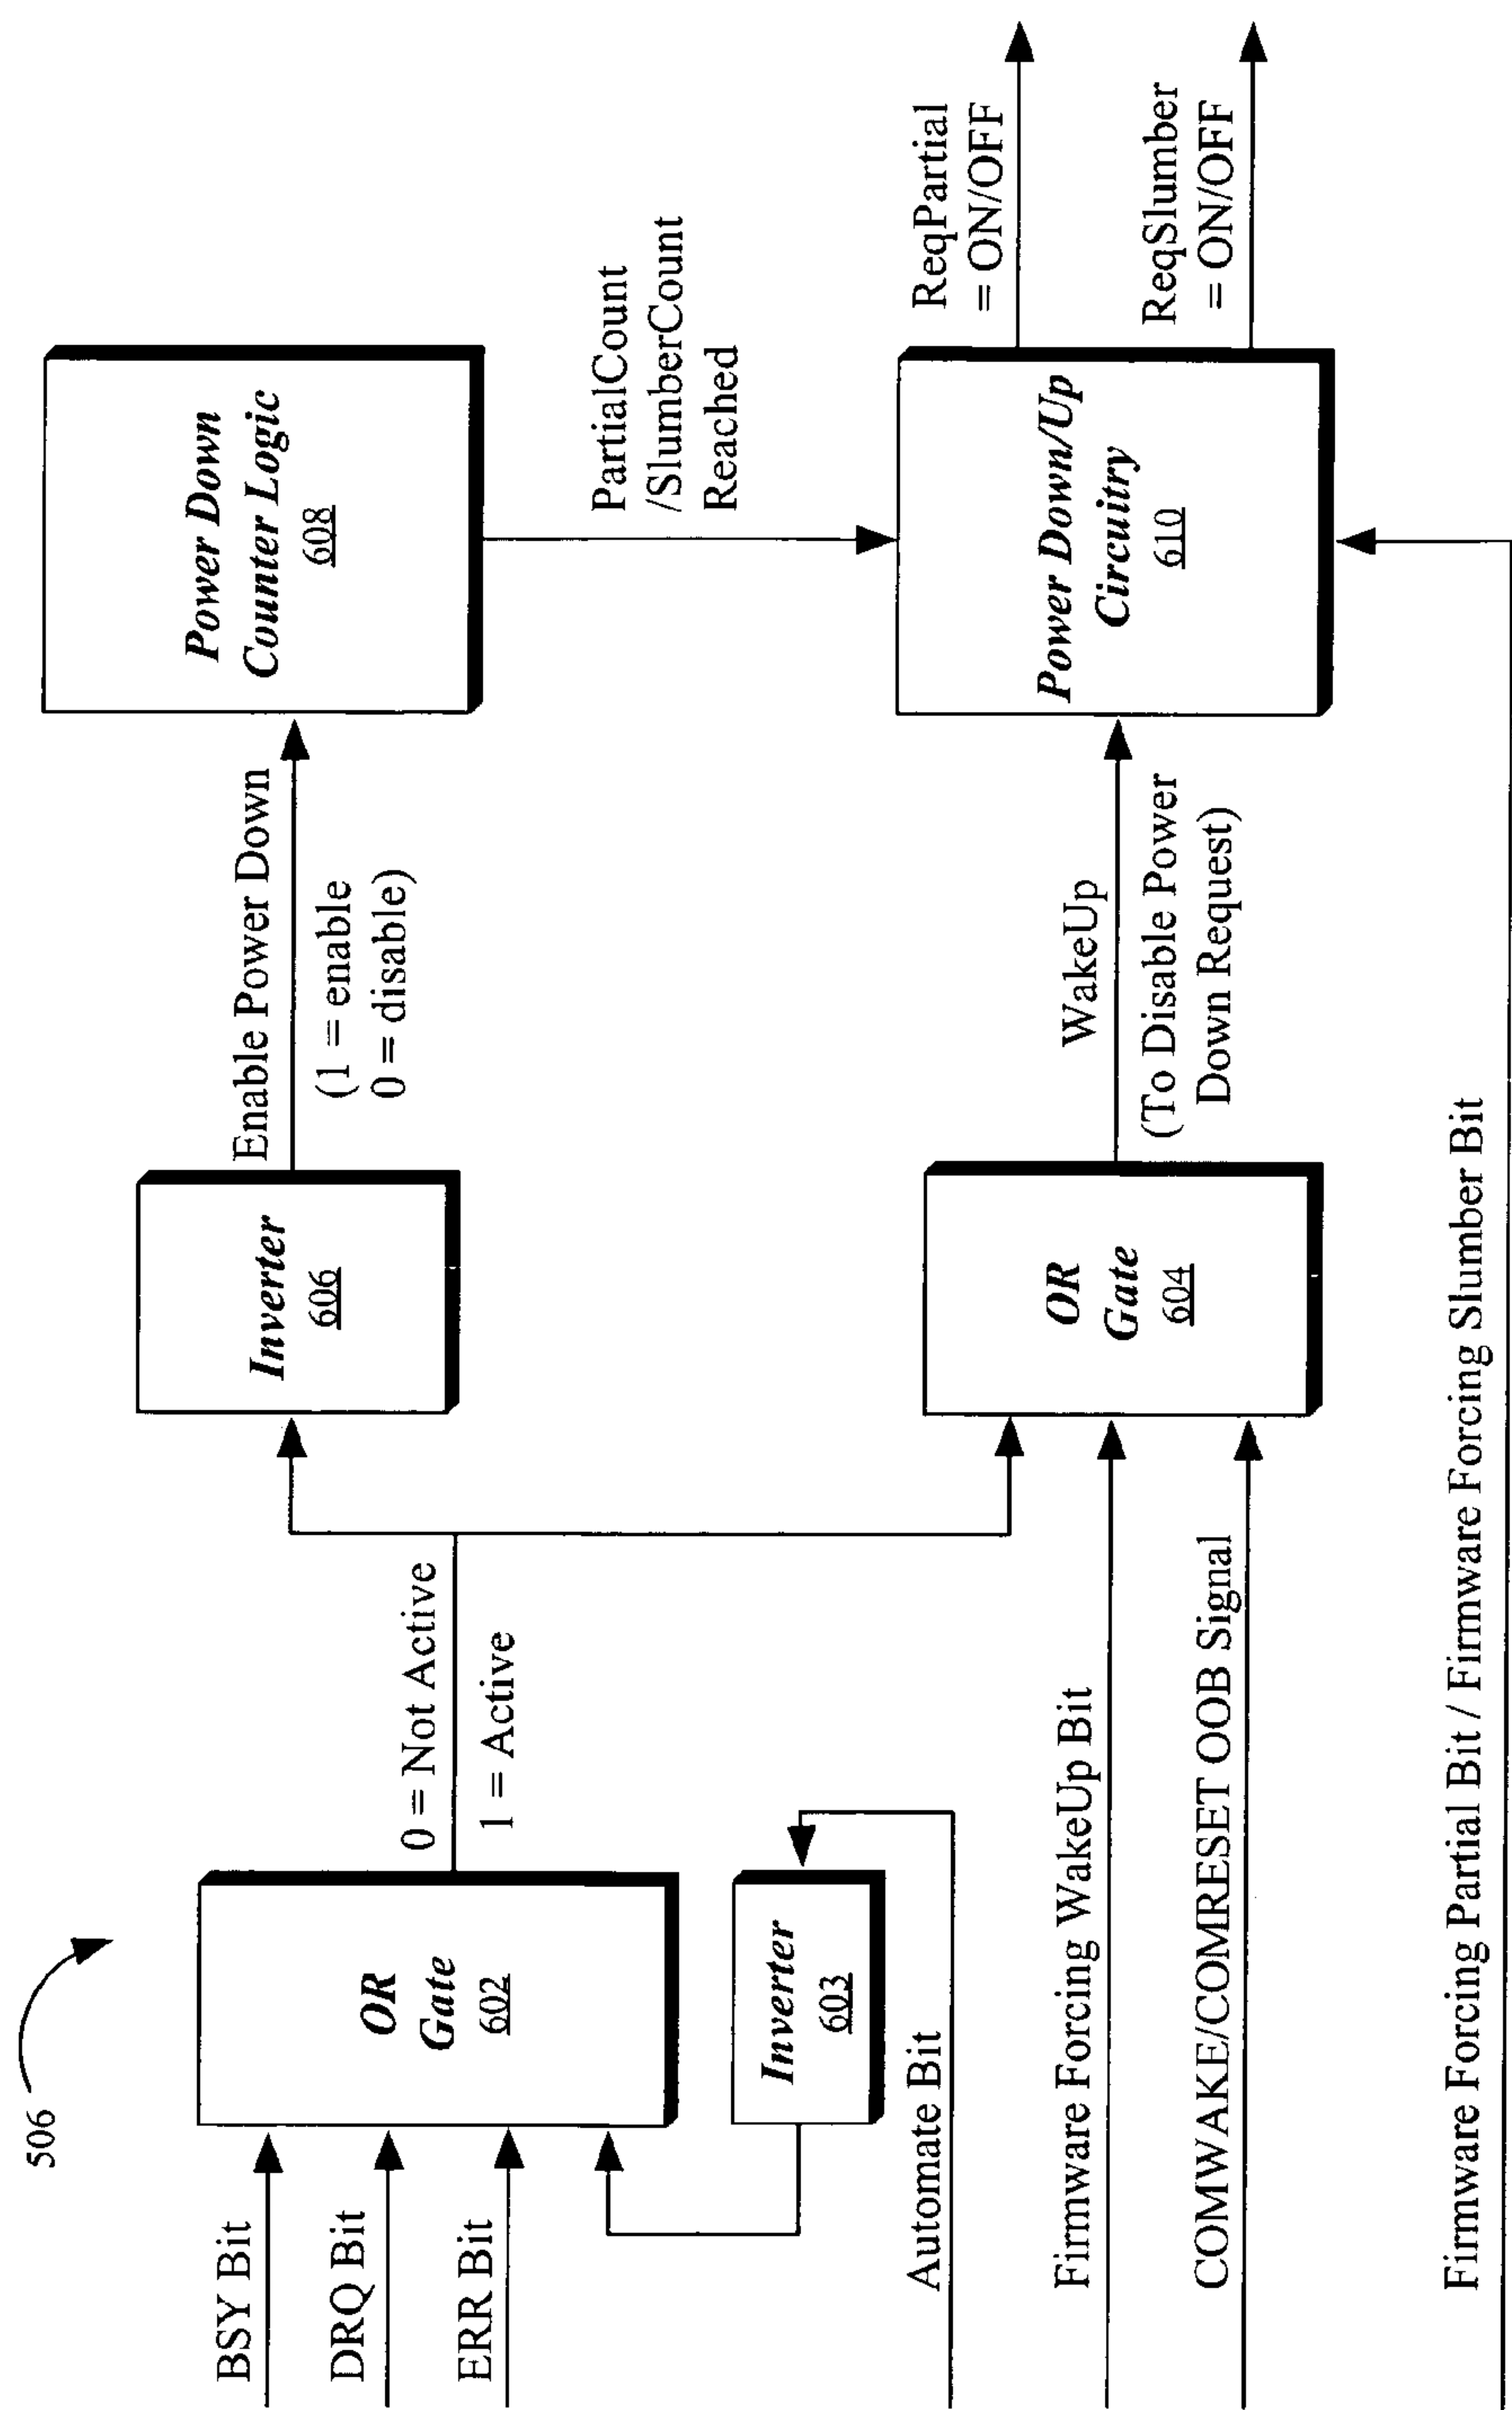 506
BSY Bit
DRQ Bit
ERR Bit
OR
Gate
602
Inverter
603
Automate Bit
0 = Not Active
1 = Active
Inverter
606
Enable Power Down
(1 = enable
0 = disable)
Power Down
Counter Logic
608
PartialCount
/SlumberCount
Reached
Firmware Forcing WakeUp Bit
COMWAKE/COMRESET OOB Signal
OR
Gate
604
WakeUp
(To Disable Power
Down Request)
Power Down/Up
Circuitry
610
ReqPartial
= ON/OFF
ReqSlumber
= ON/OFF
Firmware Forcing Partial Bit / Firmware Forcing Slumber Bit